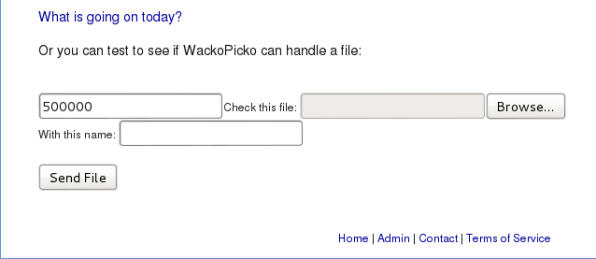 What is going on today?
Or you can test to see if WackoPicko can handle a file:
500000 Check this file: Browse...
With this name:
Send File
Home | Admin | Contact | Terms of Service